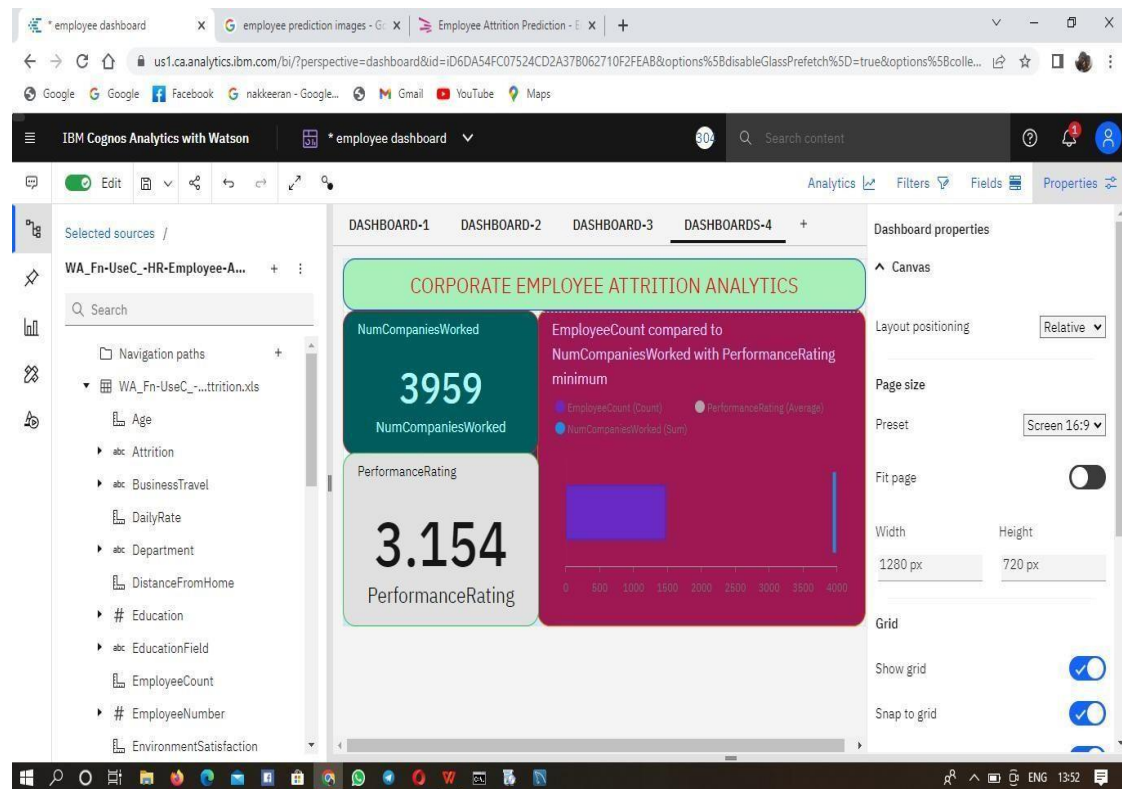 * employee dashboard
employee prediction images - Go
Employee Attrition Prediction - E
us1.ca.analytics.ibm.com/bi/?perspective=dashboard&id=iD6DA54FC07524CD2A37B062710F2FEAB&options%5BdisableGlassPrefetch%5D=true&options%5Bcolle...
Google Google Facebook nakkeeran - Google... Gmail YouTube Maps
IBM Cognos Analytics with Watson * employee dashboard 304 Search content 1
Edit Analytics Filters Fields Properties
Selected sources /
WA_Fn-UseC_-HR-Employee-A... + :
Search
Navigation paths +
WA_Fn-UseC_-...ttrition.xls
Age
abc Attrition
abc BusinessTravel
DailyRate
abc Department
DistanceFromHome
# Education
abc EducationField
EmployeeCount
# EmployeeNumber
EnvironmentSatisfaction
DASHBOARD-1 DASHBOARD-2 DASHBOARD-3 DASHBOARDS-4 +
CORPORATE EMPLOYEE ATTRITION ANALYTICS
NumCompaniesWorked
3959
NumCompaniesWorked
PerformanceRating
3.154
PerformanceRating
EmployeeCount compared to
NumCompaniesWorked with PerformanceRating
minimum
EmployeeCount (Count) PerformanceRating (Average)
NumCompaniesWorked (Sum)
0 500 1000 1500 2000 2500 3000 3500 4000
Dashboard properties
Canvas
Layout positioning Relative
Page size
Preset Screen 16:9
Fit page
Width Height
1280 px 720 px
Grid
Show grid
Snap to grid
ENG 13:52